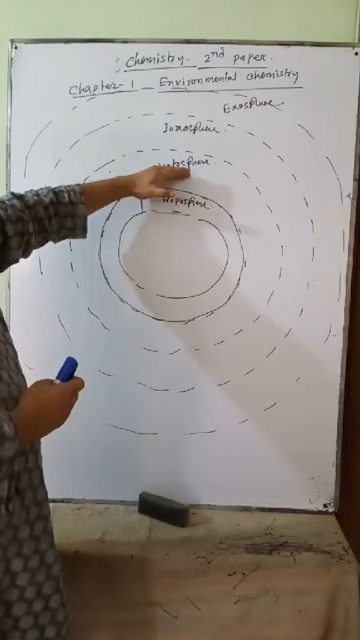 Chemistry. 2nd paper.
Chapter-1 Environmental chemistry
Exosphere
Ionosphere
Troposphere